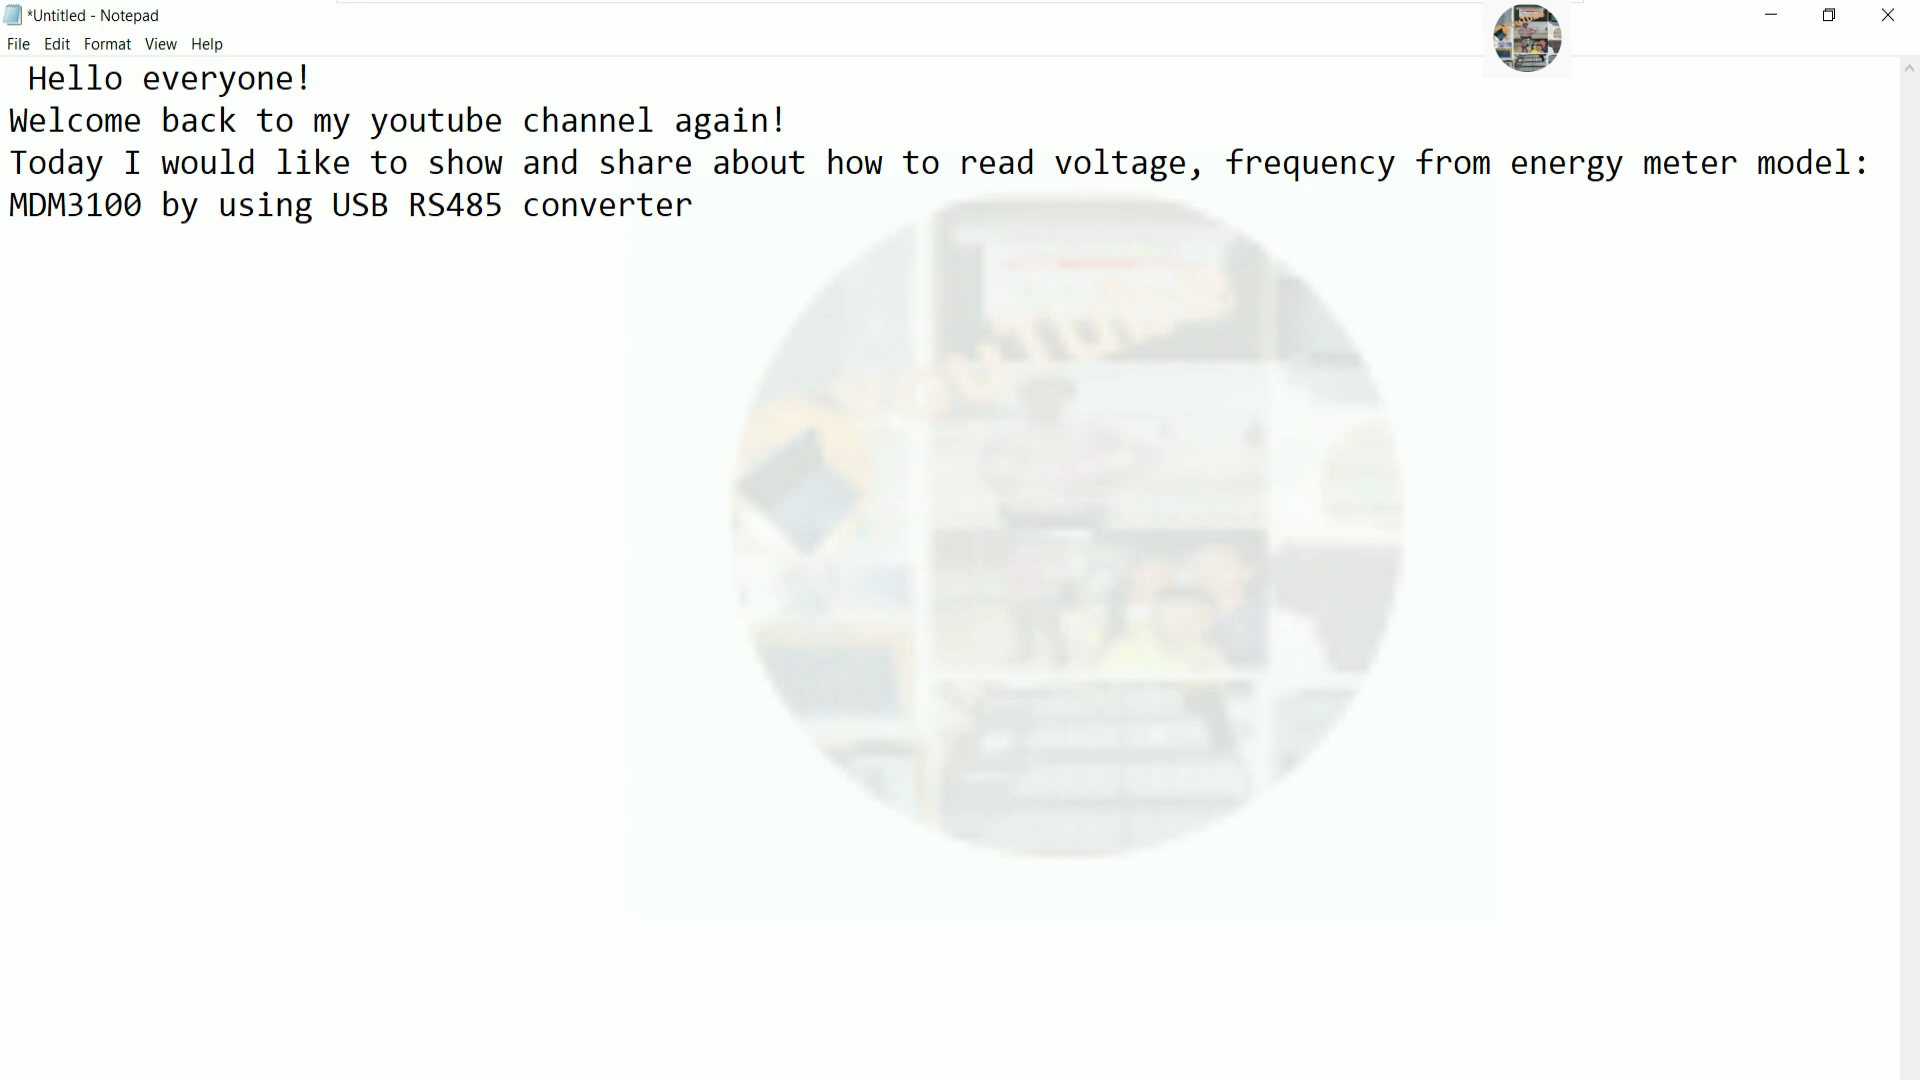 *Untitled - Notepad
File Edit Format View Help
Hello everyone!
Welcome back to my youtube channel again!
Today I would like to show and share about how to read voltage, frequency from energy meter model:
MDM3100 by using USB RS485 converter
YOUTUBE